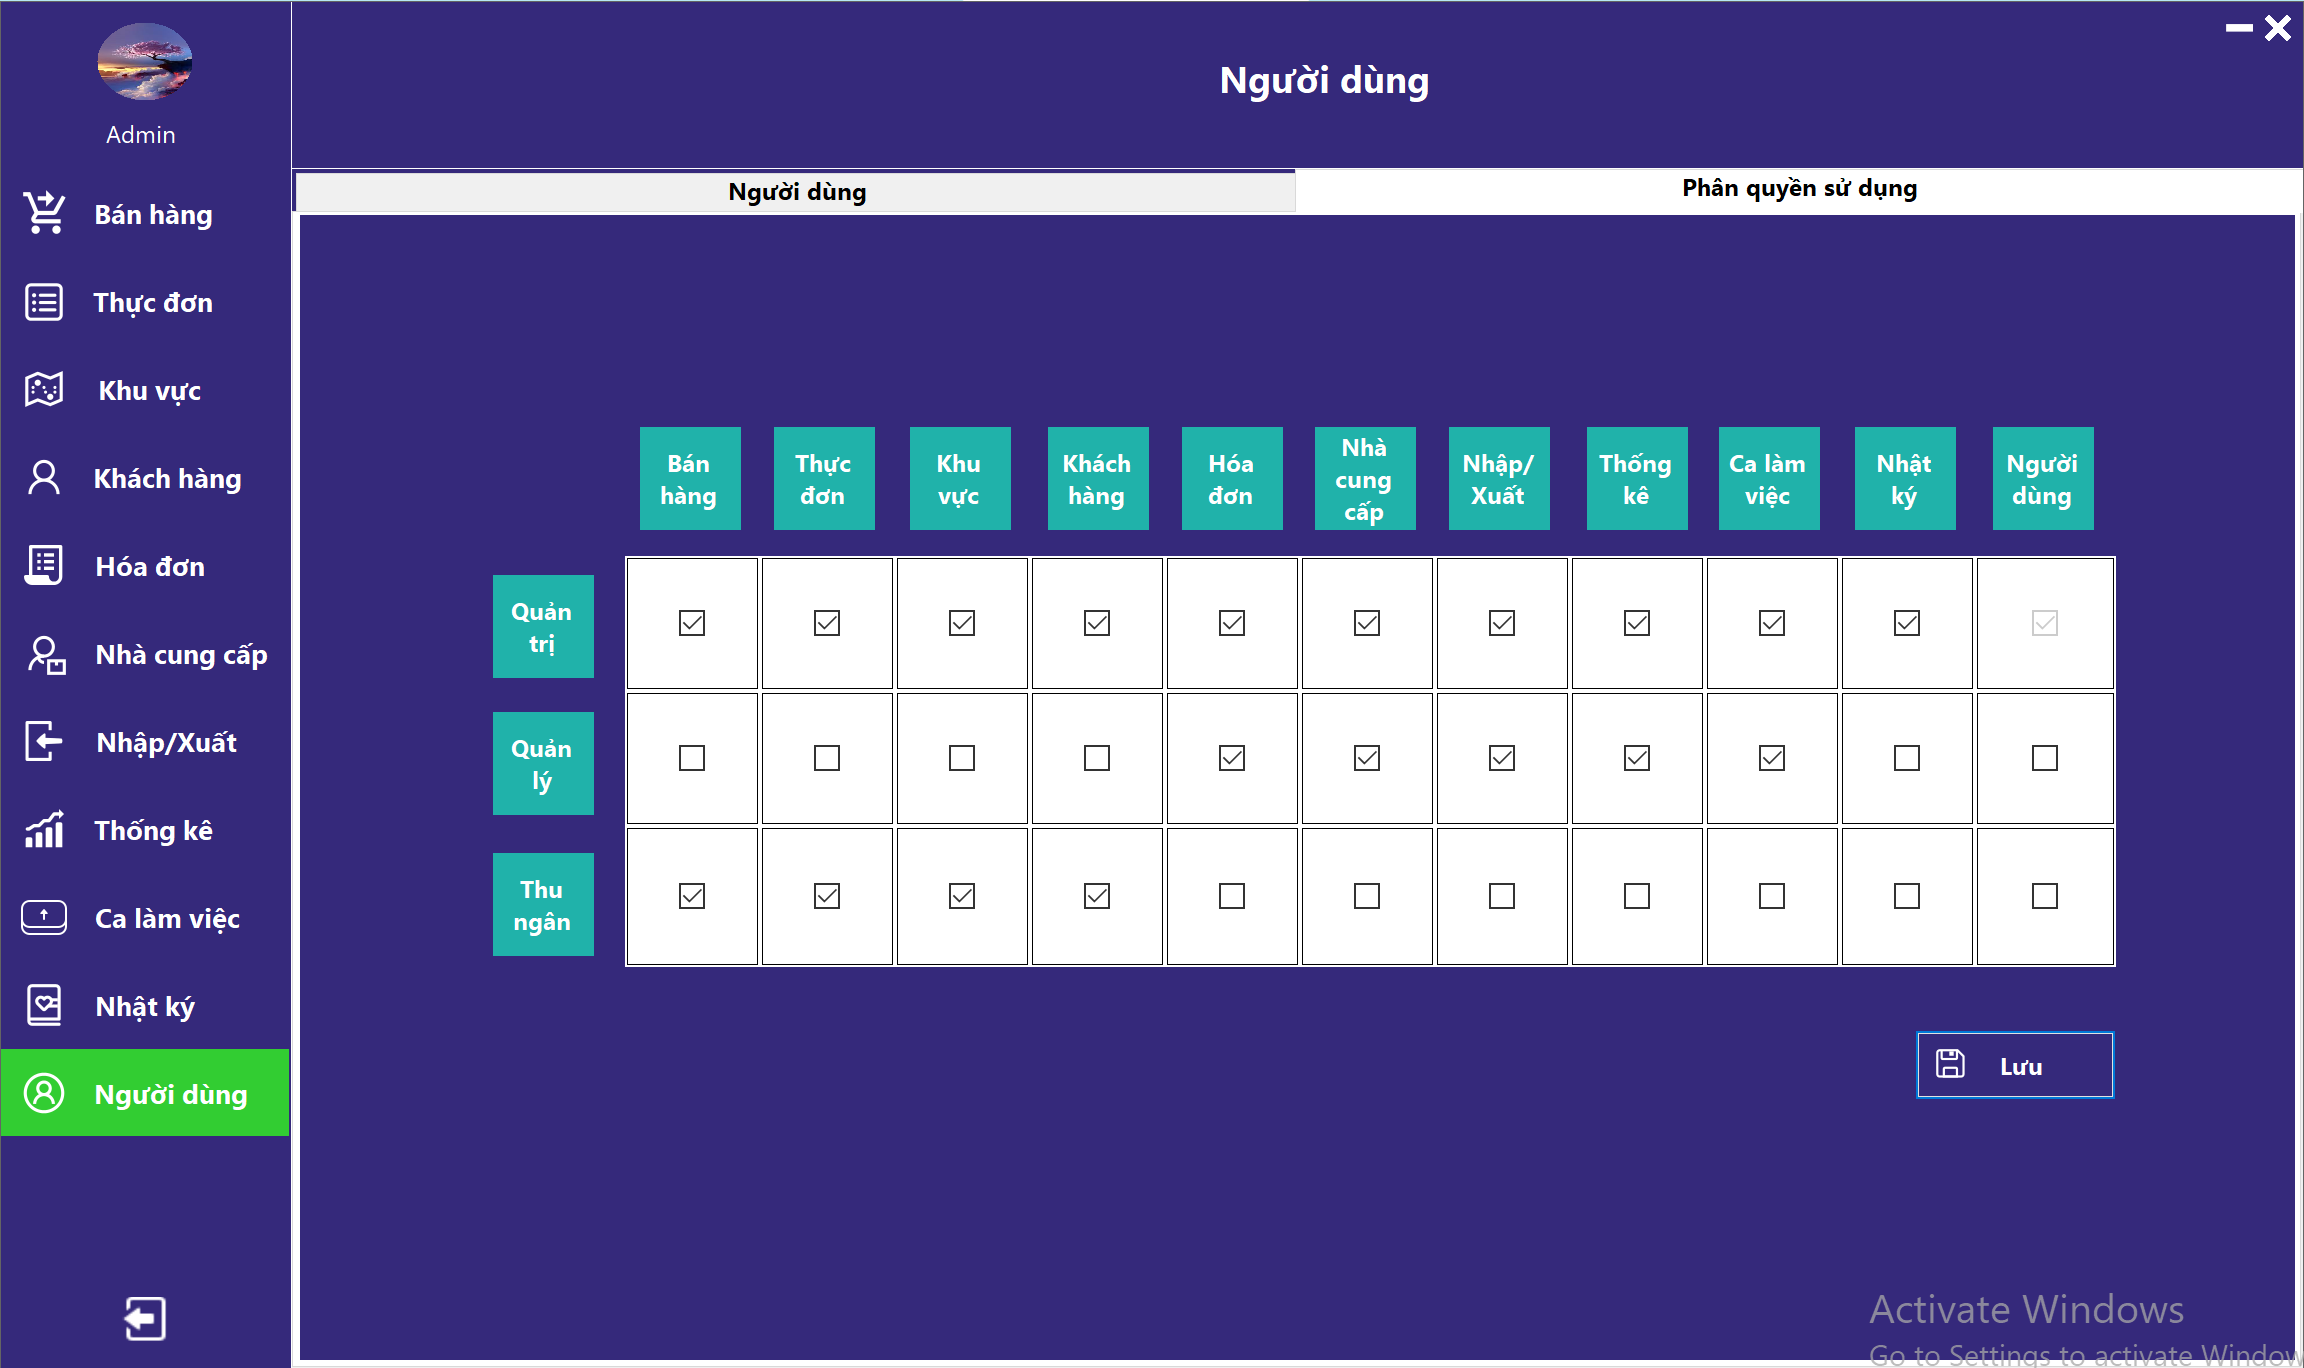 Admin
Bán hàng
Thực đơn
Khu vực
Khách hàng
Hóa đơn
Nhà cung cấp
Nhập/Xuất
Thống kê
Ca làm việc
Nhật ký
Người dùng
Người dùng
Người dùng
Phân quyền sử dụng
Bán
hàng
Thực
đơn
Khu
vực
Khách
hàng
Hóa
đơn
Nhà
cung
cấp
Nhập/
Xuất
Thống
kê
Ca làm
việc
Nhật
ký
Người
dùng
Quản
trị
Quản
lý
Thu
ngân
Lưu
Activate Windows
Go to Settings to activate Window